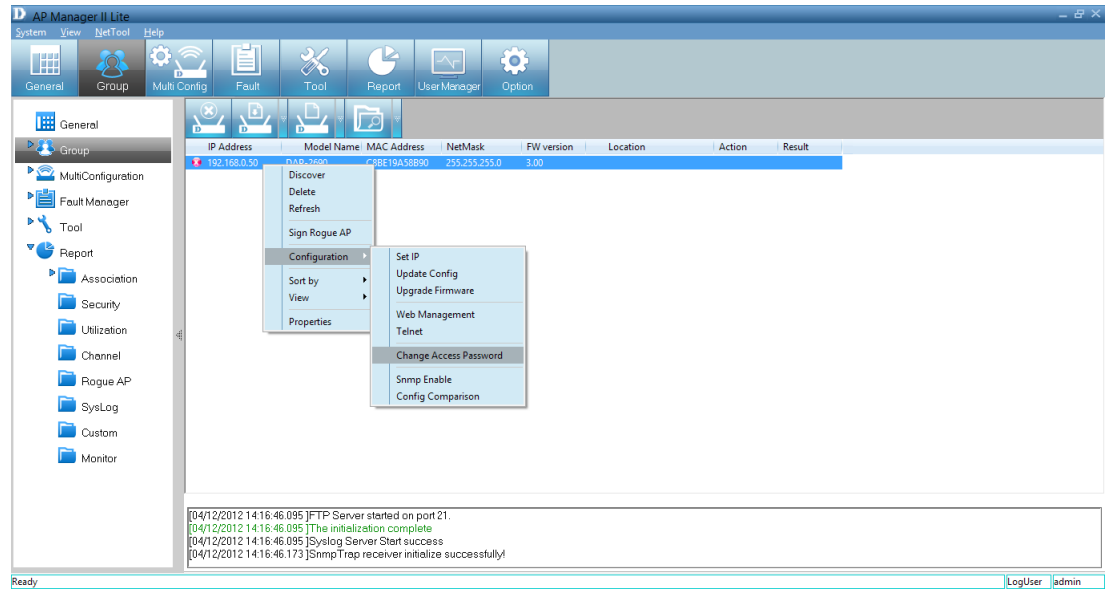 D AP Manager II Lite
System View NetTool Help
General Group Multi Config Fault Tool Report User Manager Option
General
Group
MultiConfiguration
Fault Manager
Tool
Report
Association
Security
Utilization
Channel
Rogue AP
SysLog
Custom
Monitor
IP Address Model Name MAC Address NetMask FW version Location Action Result
192.168.0.50 DAP-2690 C8BE19A58B90 255.255.255.0 3.00
Discover
Delete
Refresh
Sign Rogue AP
Configuration
Sort by
View
Properties
Set IP
Update Config
Upgrade Firmware
Web Management
Telnet
Change Access Password
Snmp Enable
Config Comparison
[04/12/2012 14:16:46.095 ]FTP Server started on port 21.
[04/12/2012 14:16:46.095 ]The initialization complete
[04/12/2012 14:16:46.095 ]Syslog Server Start success
[04/12/2012 14:16:46.173 ]SnmpTrap receiver initialize successfully!
Ready LogUser admin